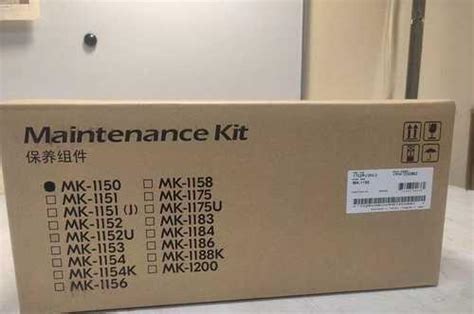 Maintenance Kit
保养组件
MK-1150
MK-1151
MK-1151 (J)
MK-1152
MK-1152U
MK-1153
MK-1154
MK-1154K
MK-1156
MK-1158
MK-1175
MK-1175U
MK-1183
MK-1184
MK-1186
MK-1188K
MK-1200
MK-1150